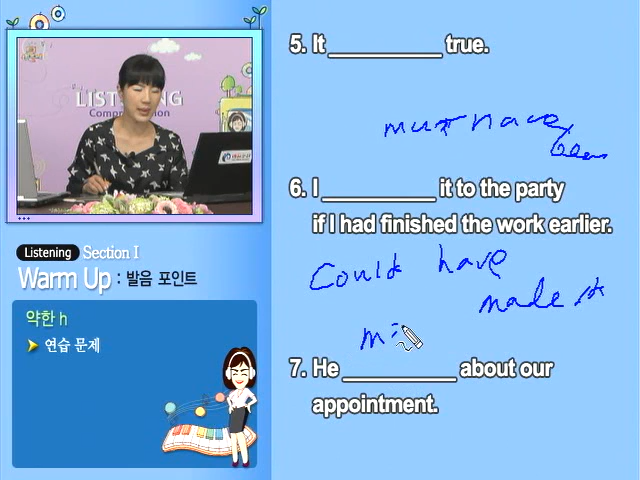 LISTENING
Comprehension
Listening Section I
Warm Up : 발음 포인트
약한 h
연습 문제
5. It __________ true.
must have
been
6. I __________ it to the party
if I had finished the work earlier.
Could have
made it
m
7. He __________ about our
appointment.